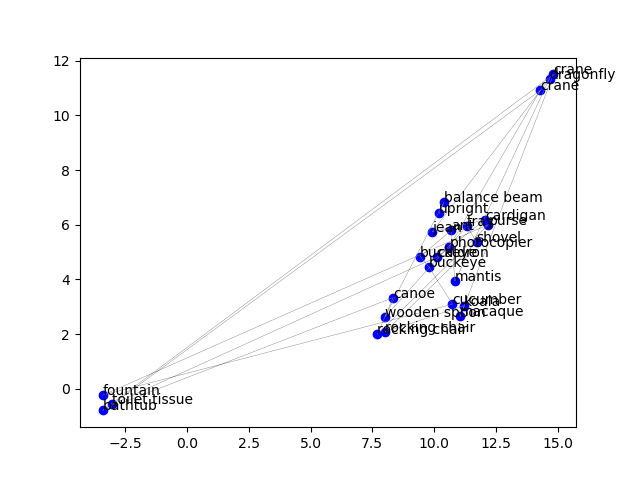 12
crane
dragonfly
crane
10
8
balance beam
upright
cardigan
purse
6
jean
ant
shovel
photocopier
buckeye
buckeye
4
mantis
canoe
cucumber
koala
macaque
wooden spoon
2
rocking chair
rocking chair
0
fountain
toilet tissue
bathtub
−2.5
0.0
2.5
5.0
7.5
10.0
12.5
15.0